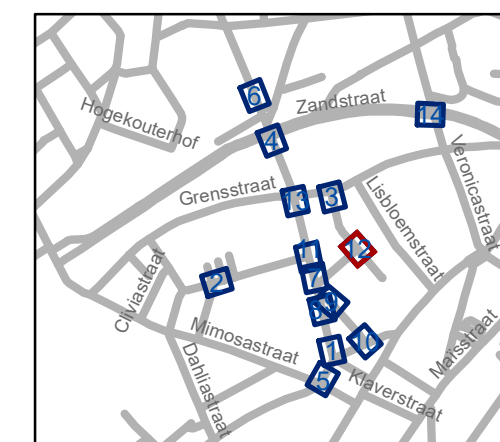 6
Zandstraat
14
Hogekouterhof
4
Veronicastraat
Grensstraat
13
3
Lisbloemstraat
11
12
Cliviastraat
2
7
9
Mimosastraat
1
10
Maïsstraat
Dahliastraat
5
Klaverstraat